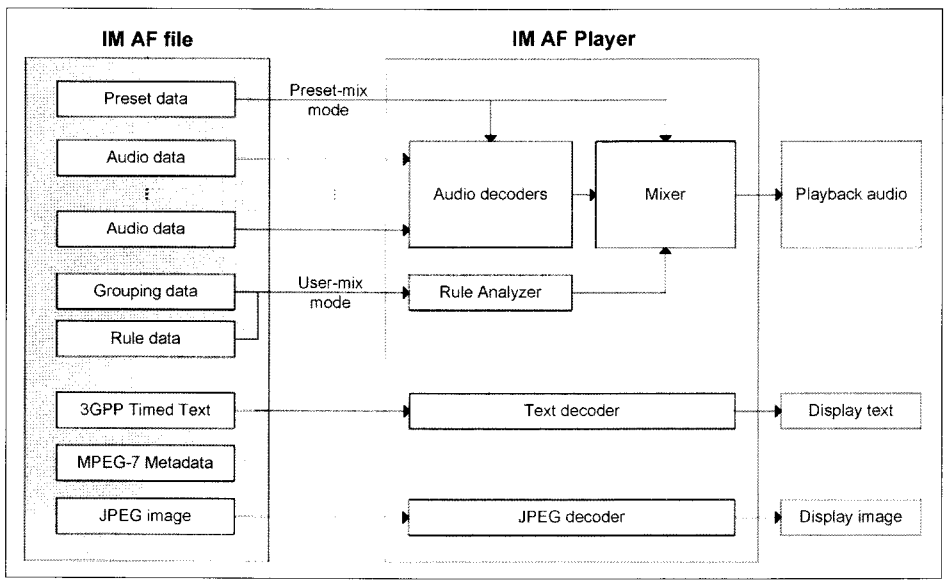 IM AF file
IM AF Player
Preset data
Preset-mix
mode
Audio data
⋮
Audio data
Audio decoders
Mixer
Playback audio
Grouping data
User-mix
mode
Rule Analyzer
Rule data
3GPP Timed Text
Text decoder
Display text
MPEG-7 Metadata
JPEG image
JPEG decoder
Display image